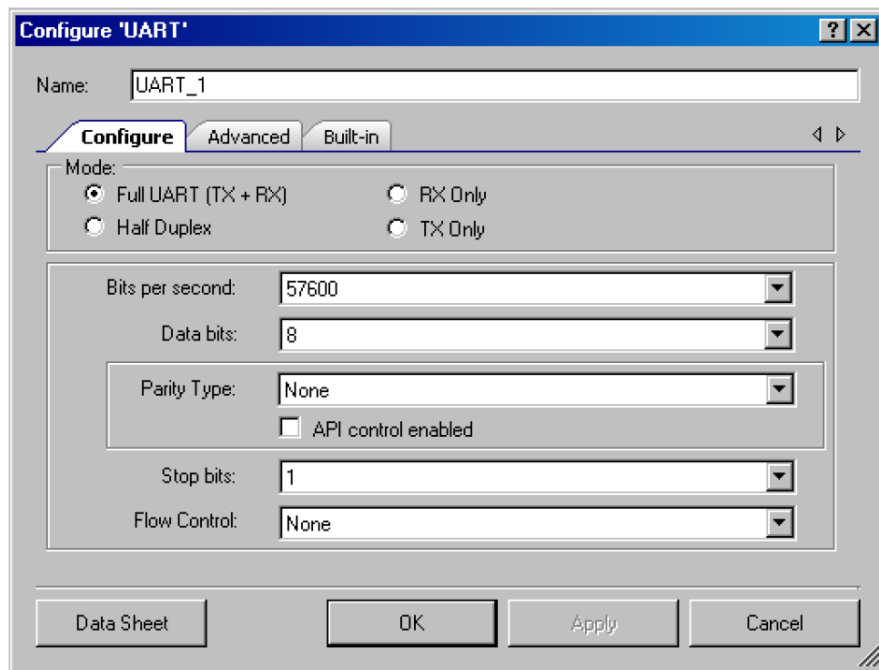 Configure 'UART'
Name: UART_1
Configure Advanced Built-in
Mode:
Full UART (TX + RX) RX Only
Half Duplex TX Only
Bits per second: 57600
Data bits: 8
Parity Type: None
API control enabled
Stop bits: 1
Flow Control: None
Data Sheet OK Apply Cancel